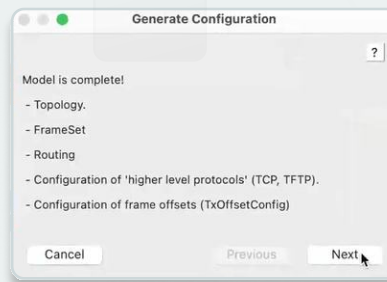 Generate Configuration
?
Model is complete!
- Topology.
- FrameSet
- Routing
- Configuration of 'higher level protocols' (TCP, TFTP).
- Configuration of frame offsets (TxOffsetConfig)
Cancel
Previous
Next